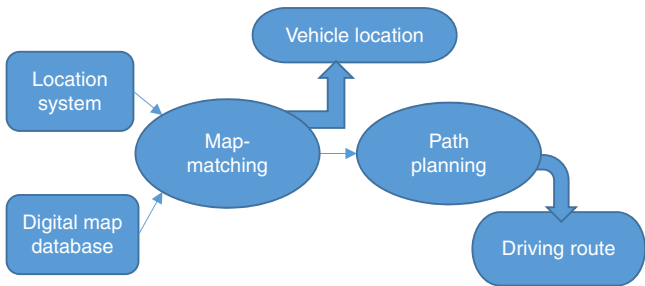 Vehicle location
Location
system
Map-
matching
Path
planning
Digital map
database
Driving route